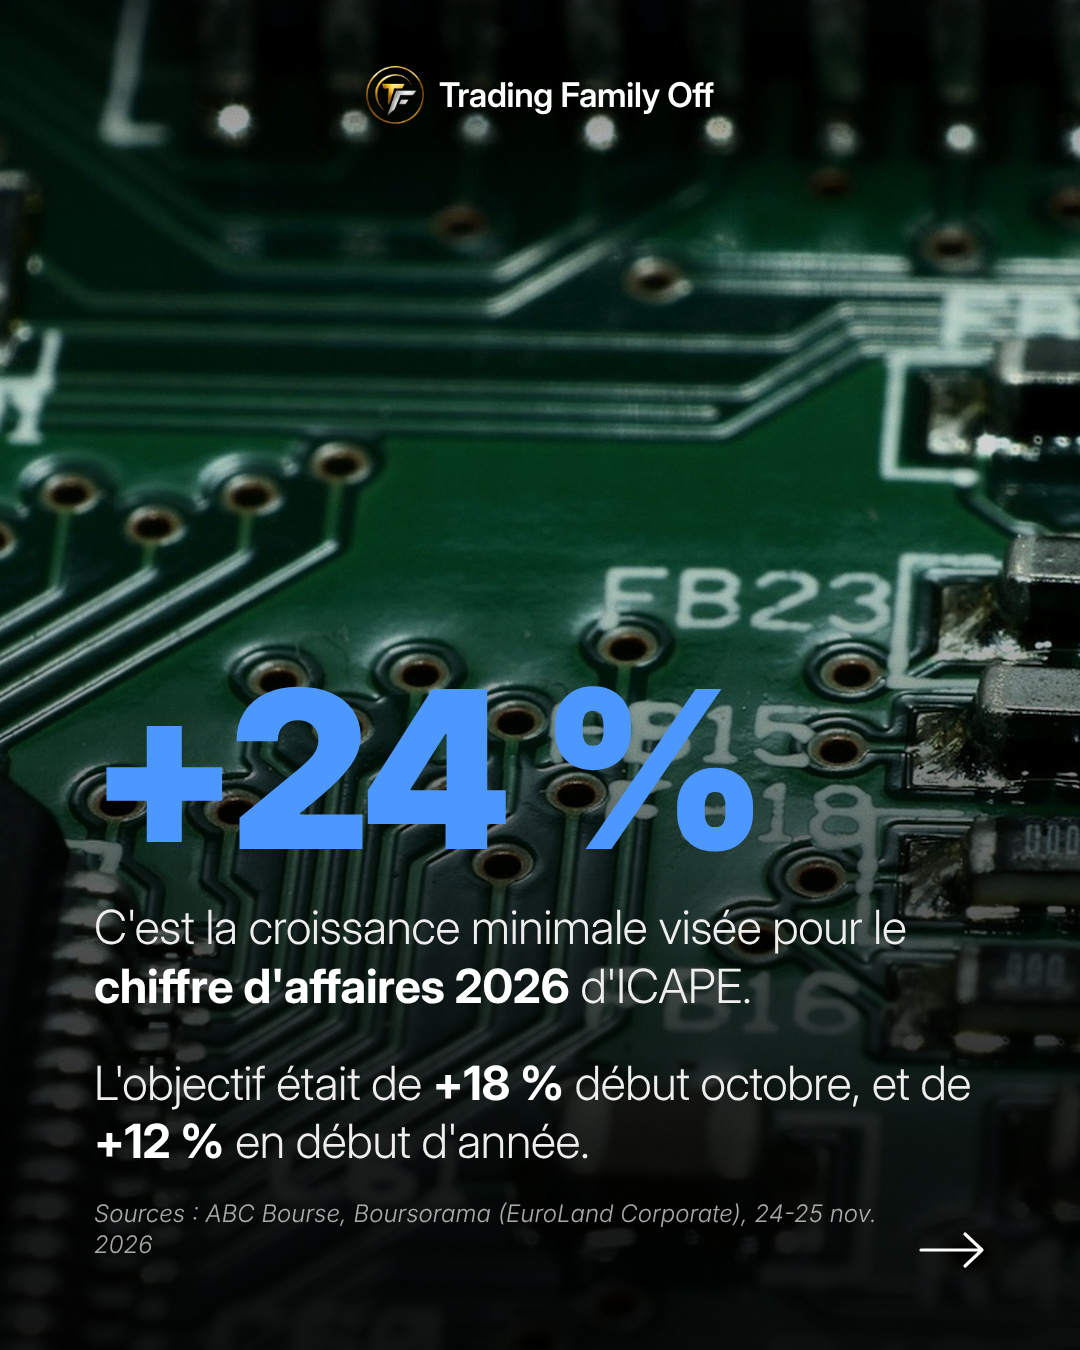 Trading Family Off
FB23
+24 %
C'est la croissance minimale visée pour le
chiffre d'affaires 2026 d'ICAPE.
L'objectif était de +18 % début octobre, et de
+12 % en début d'année.
Sources : ABC Bourse, Boursorama (EuroLand Corporate), 24-25 nov.
2026